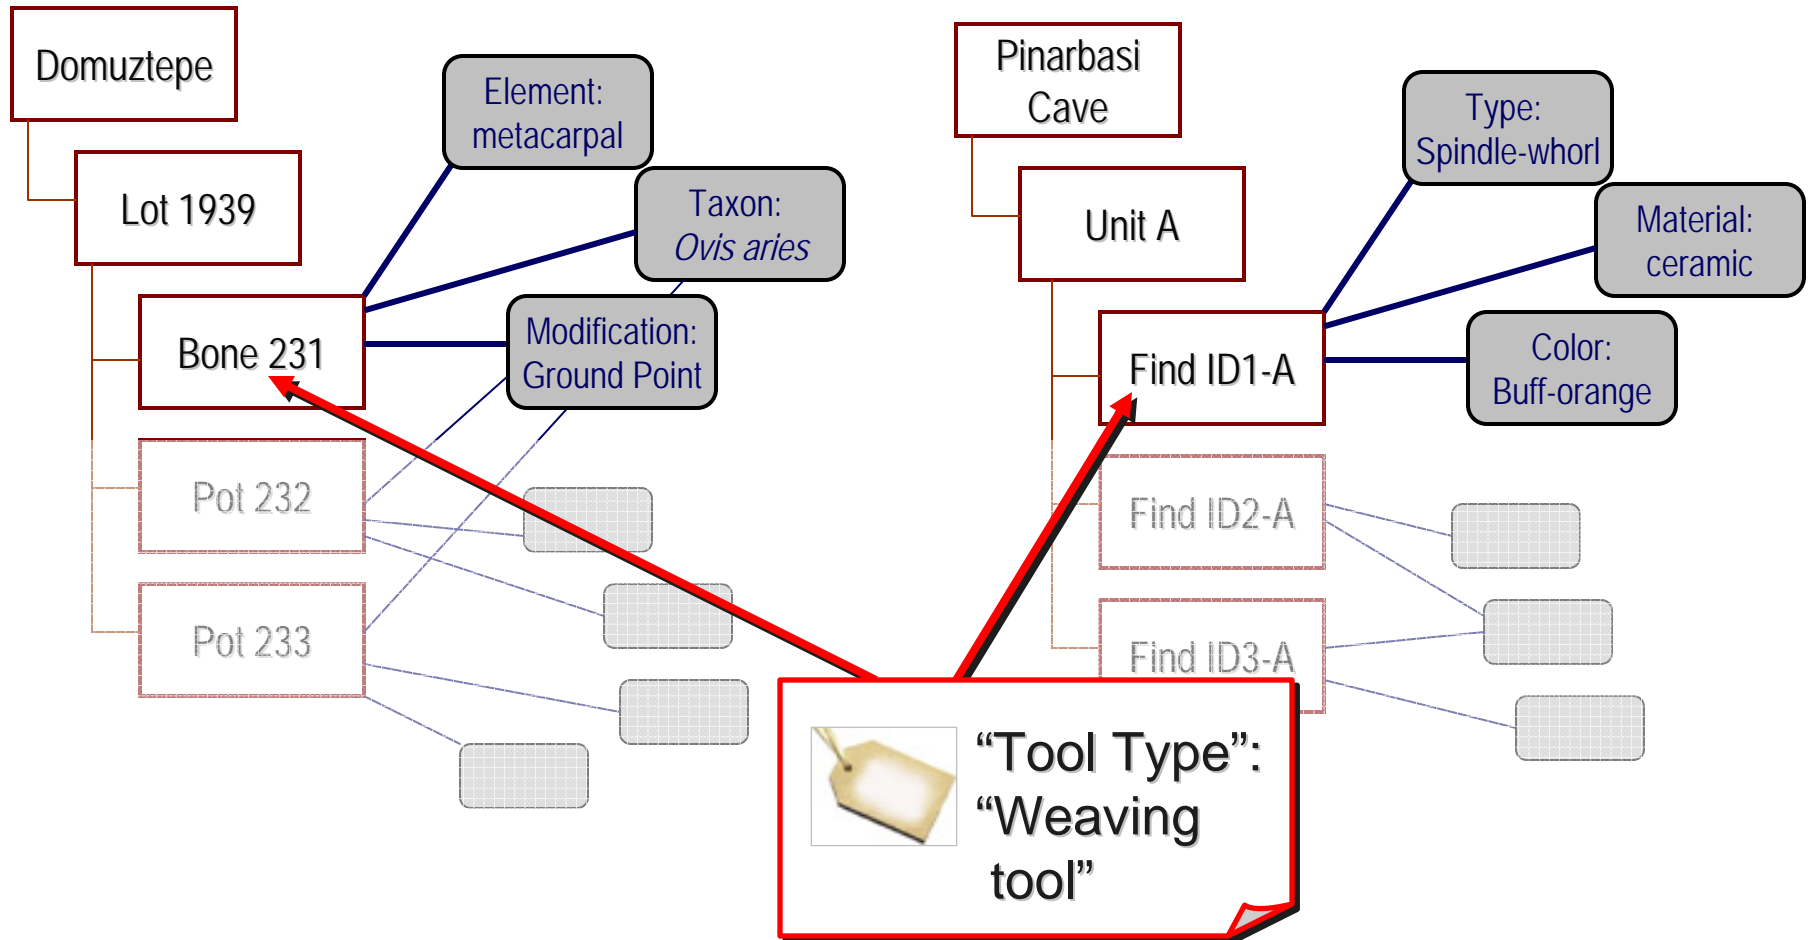 Domuztepe
Lot 1939
Bone 231
Pot 232
Pot 233
Element:
metacarpal
Taxon:
Ovis aries
Modification:
Ground Point
Pinarbasi
Cave
Unit A
Find ID1-A
Find ID2-A
Find ID3-A
Type:
Spindle-whorl
Material:
ceramic
Color:
Buff-orange
“Tool Type”:
“Weaving
tool”